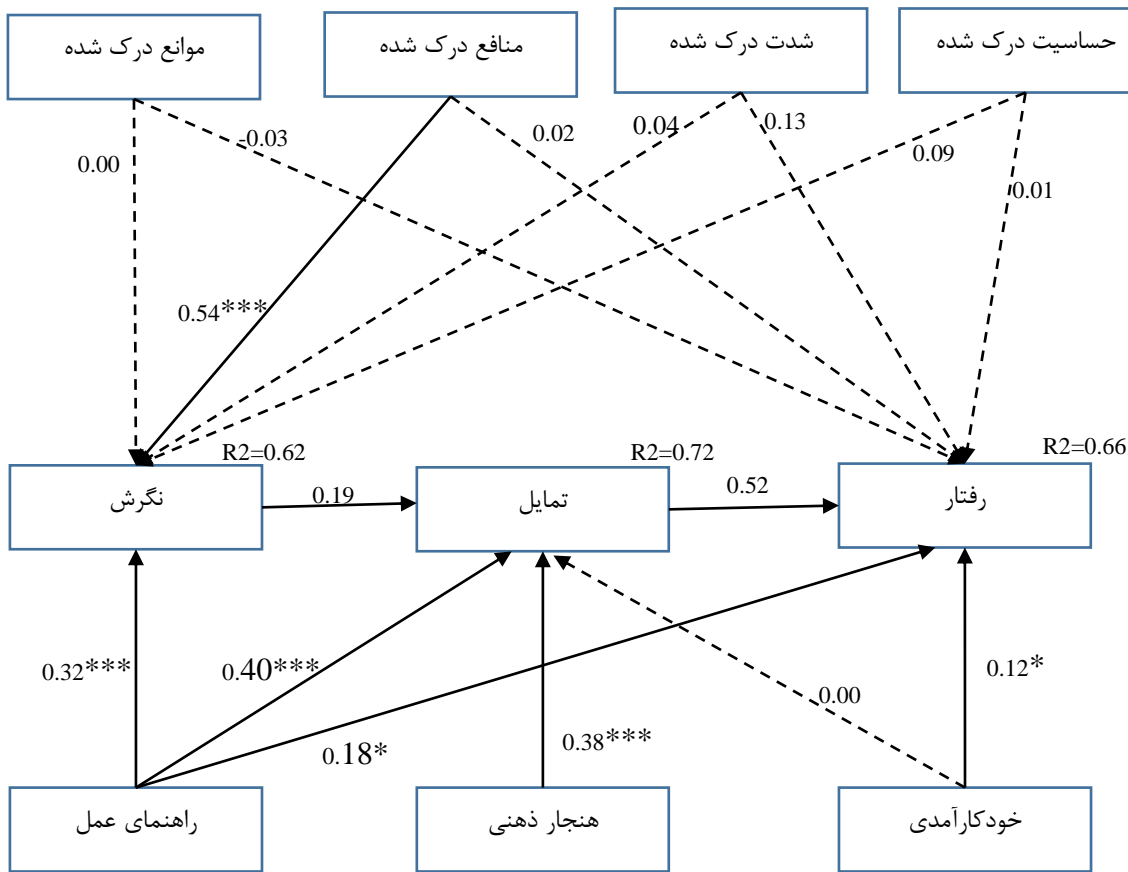 حساسیت درک شده
شدت درک شده
منافع درک شده
موانع درک شده
0.00
-0.03
0.02
0.04
0.13
0.09
0.01
0.54***
R2=0.62
R2=0.72
R2=0.66
نگرش
0.19
تمایل
0.52
رفتار
0.32***
0.40***
0.18*
0.38***
0.00
0.12*
راهنمای عمل
هنجار ذهنی
خودکارآمدی